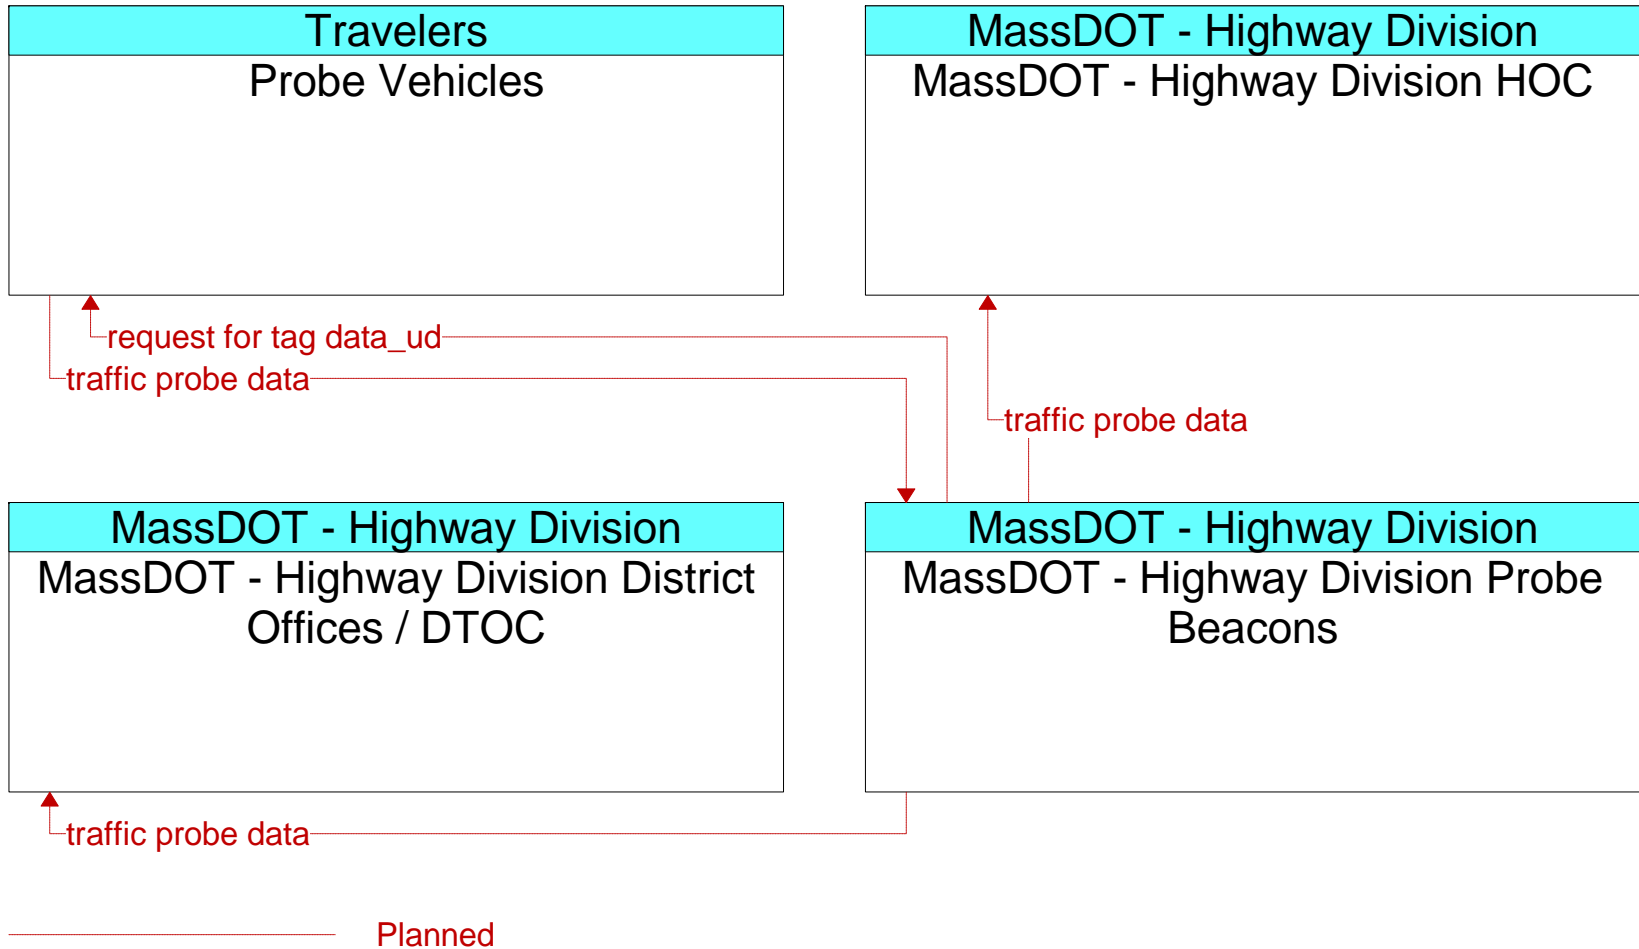 Travelers
Probe Vehicles
MassDOT - Highway Division
MassDOT - Highway Division HOC
request for tag data_ud
traffic probe data
traffic probe data
MassDOT - Highway Division
MassDOT - Highway Division District
Offices / DTOC
MassDOT - Highway Division
MassDOT - Highway Division Probe
Beacons
traffic probe data
Planned